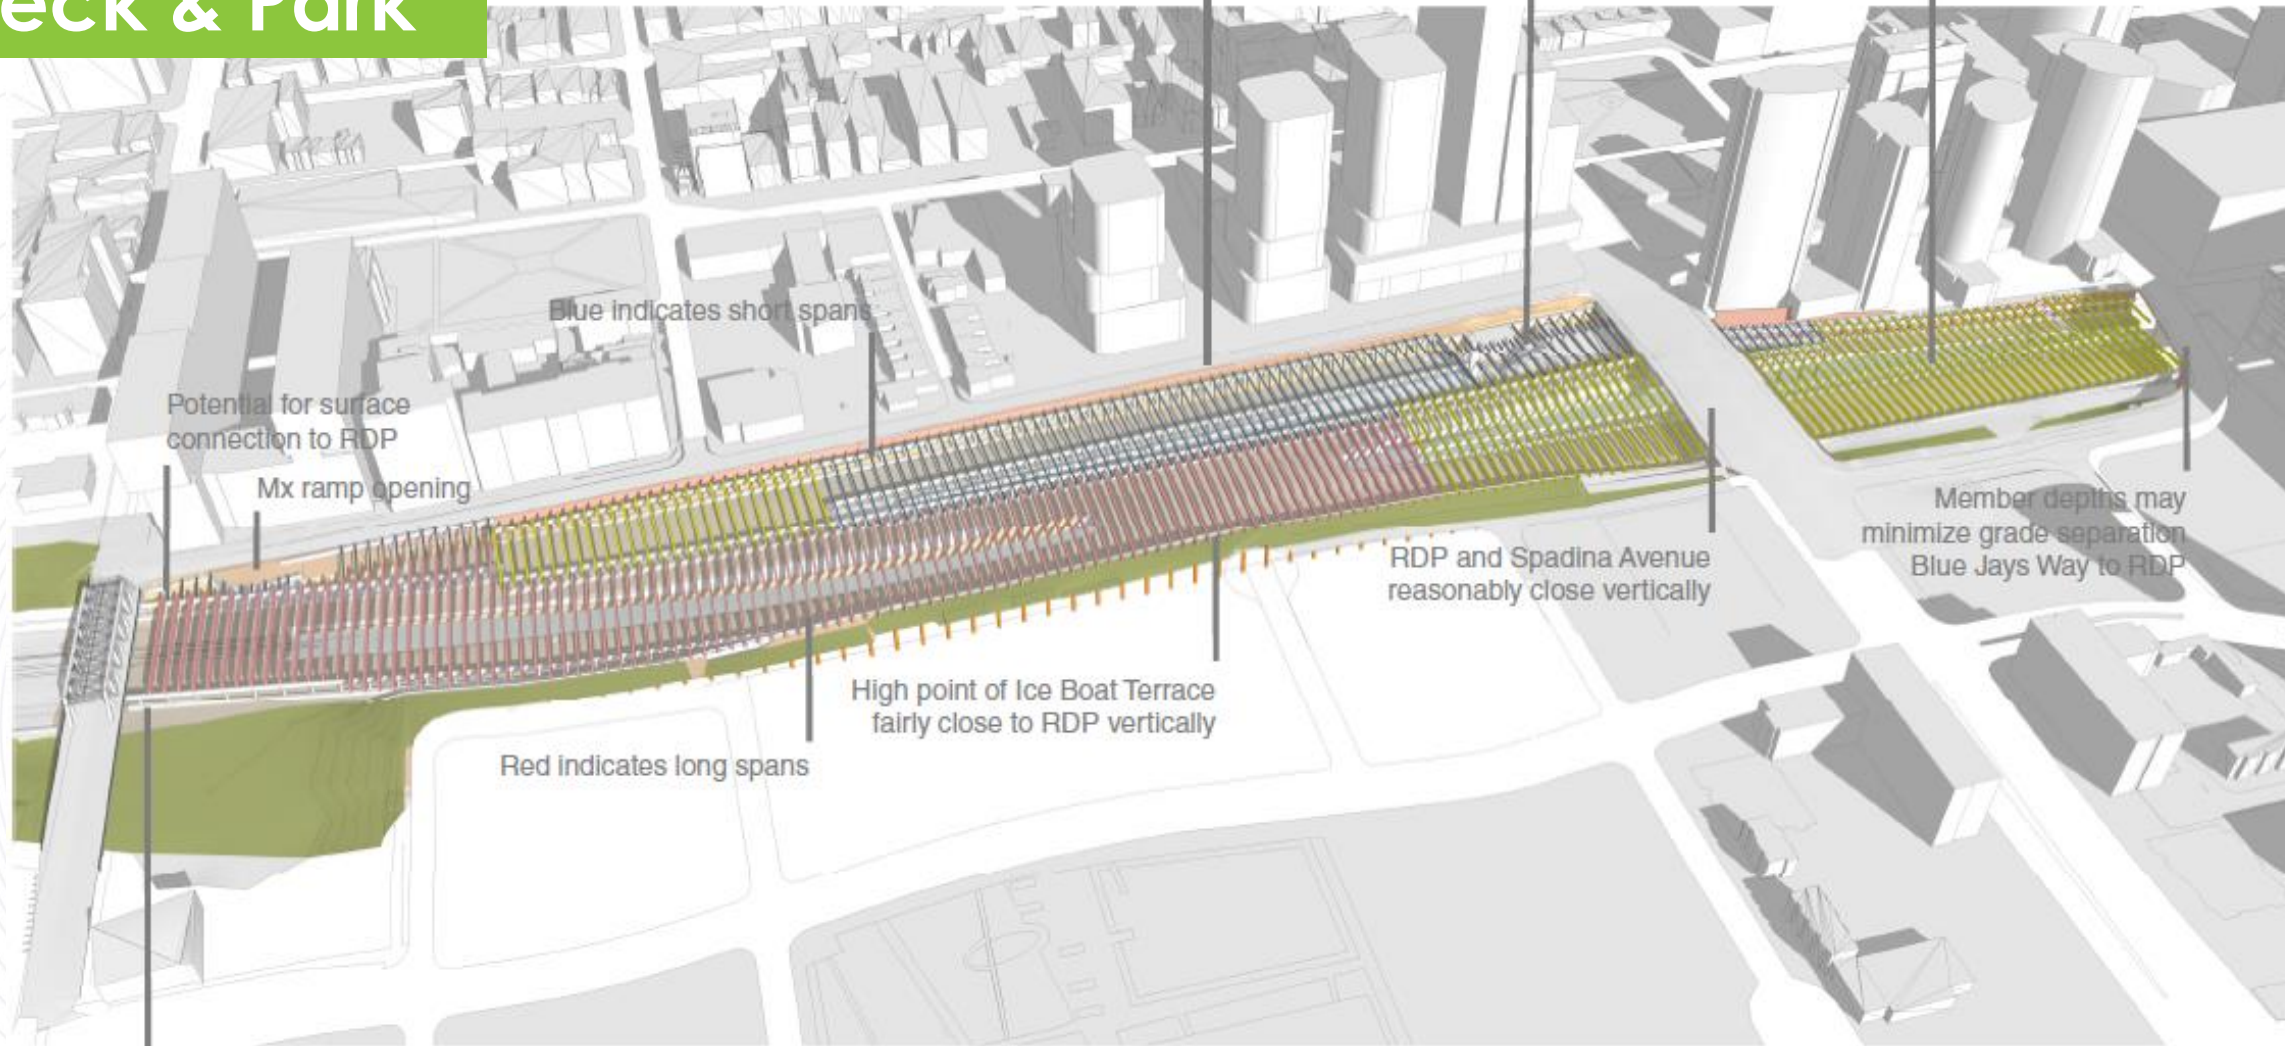 eck & Park
Blue indicates short spans
Potential for surface
connection to RDP
Mx ramp opening
Member depths may
minimize grade separation
Blue Jays Way to RDP
RDP and Spadina Avenue
reasonably close vertically
High point of Ice Boat Terrace
fairly close to RDP vertically
Red indicates long spans